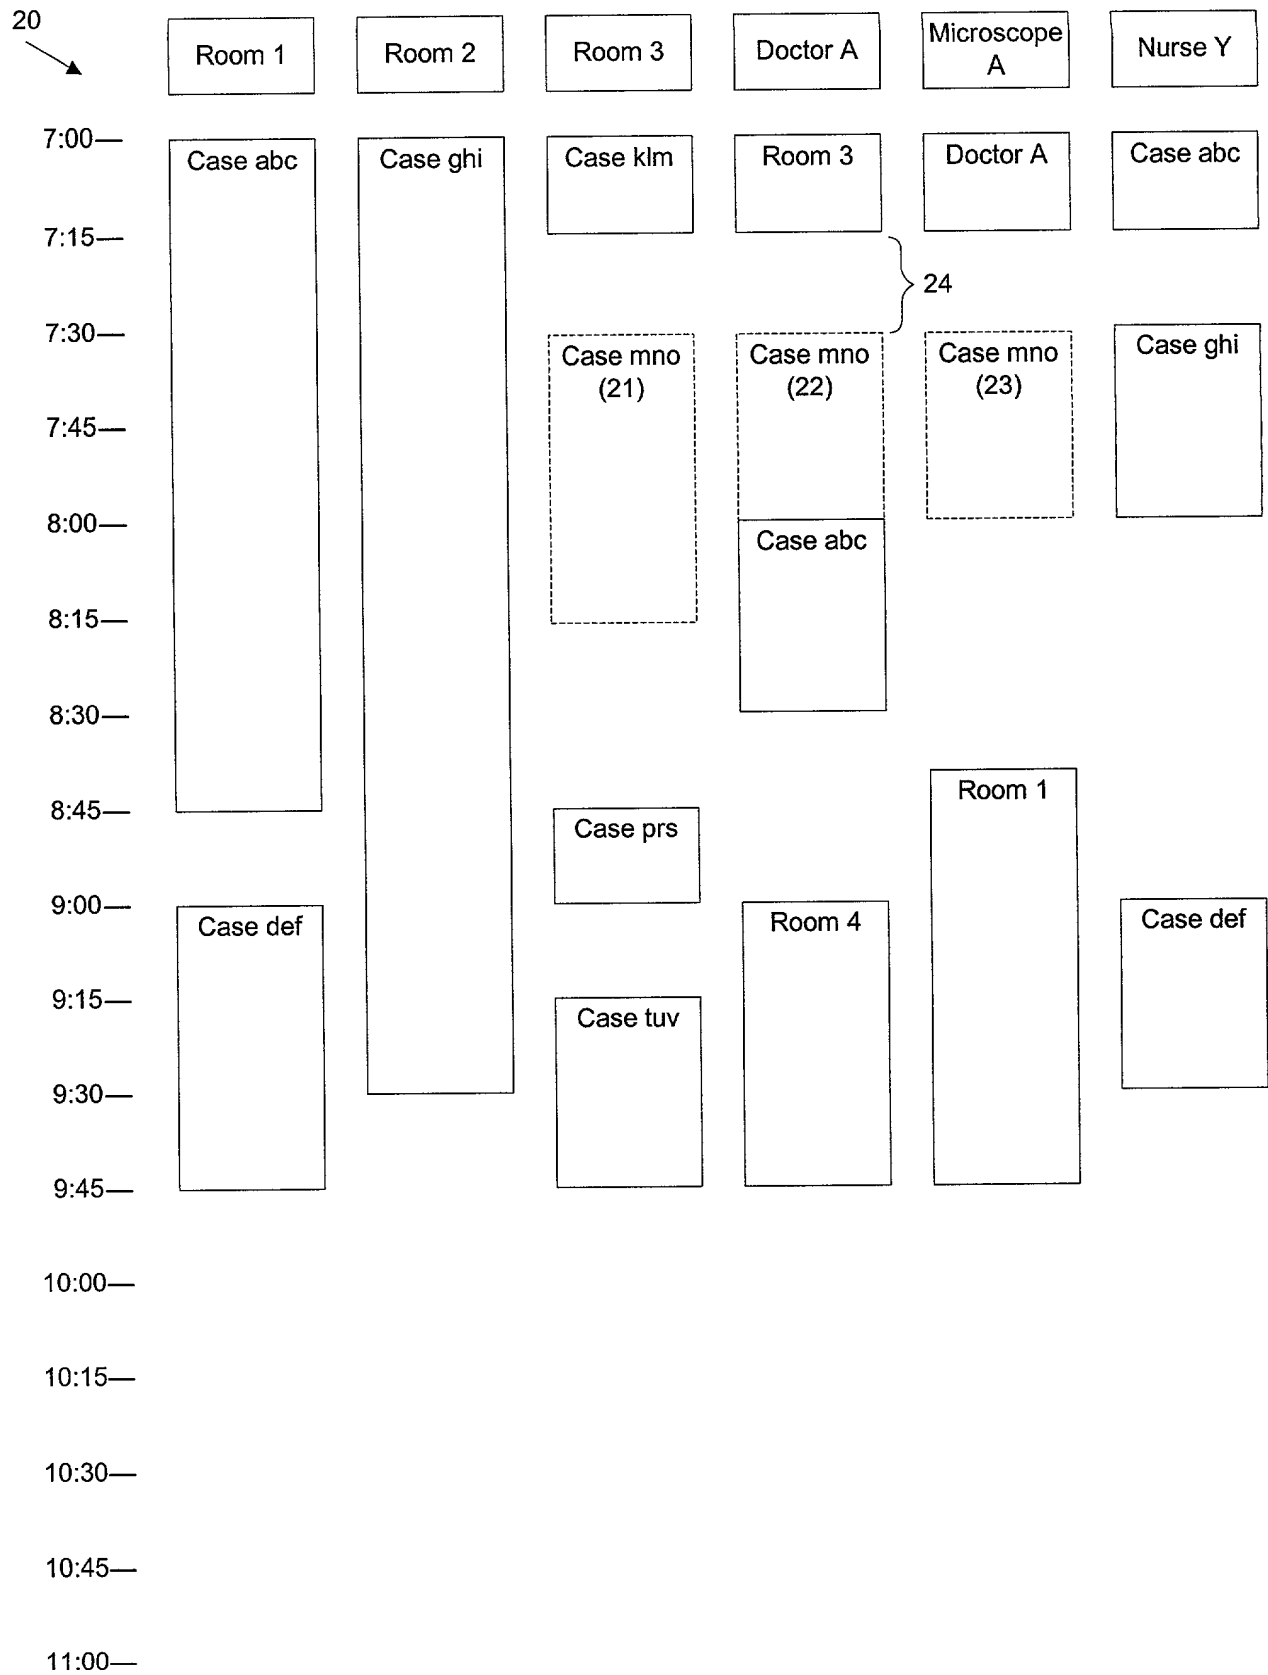 20
Room 1
Room 2
Room 3
Doctor A
Microscope
A
Nurse Y
7:00—
Case abc
Case ghi
Case klm
Room 3
Doctor A
Case abc
7:15—
24
7:30—
Case mno
(21)
Case mno
(22)
Case mno
(23)
Case ghi
7:45—
8:00—
Case abc
8:15—
8:30—
Room 1
8:45—
Case prs
9:00—
Case def
Room 4
Case def
9:15—
Case tuv
9:30—
9:45—
10:00—
10:15—
10:30—
10:45—
11:00—